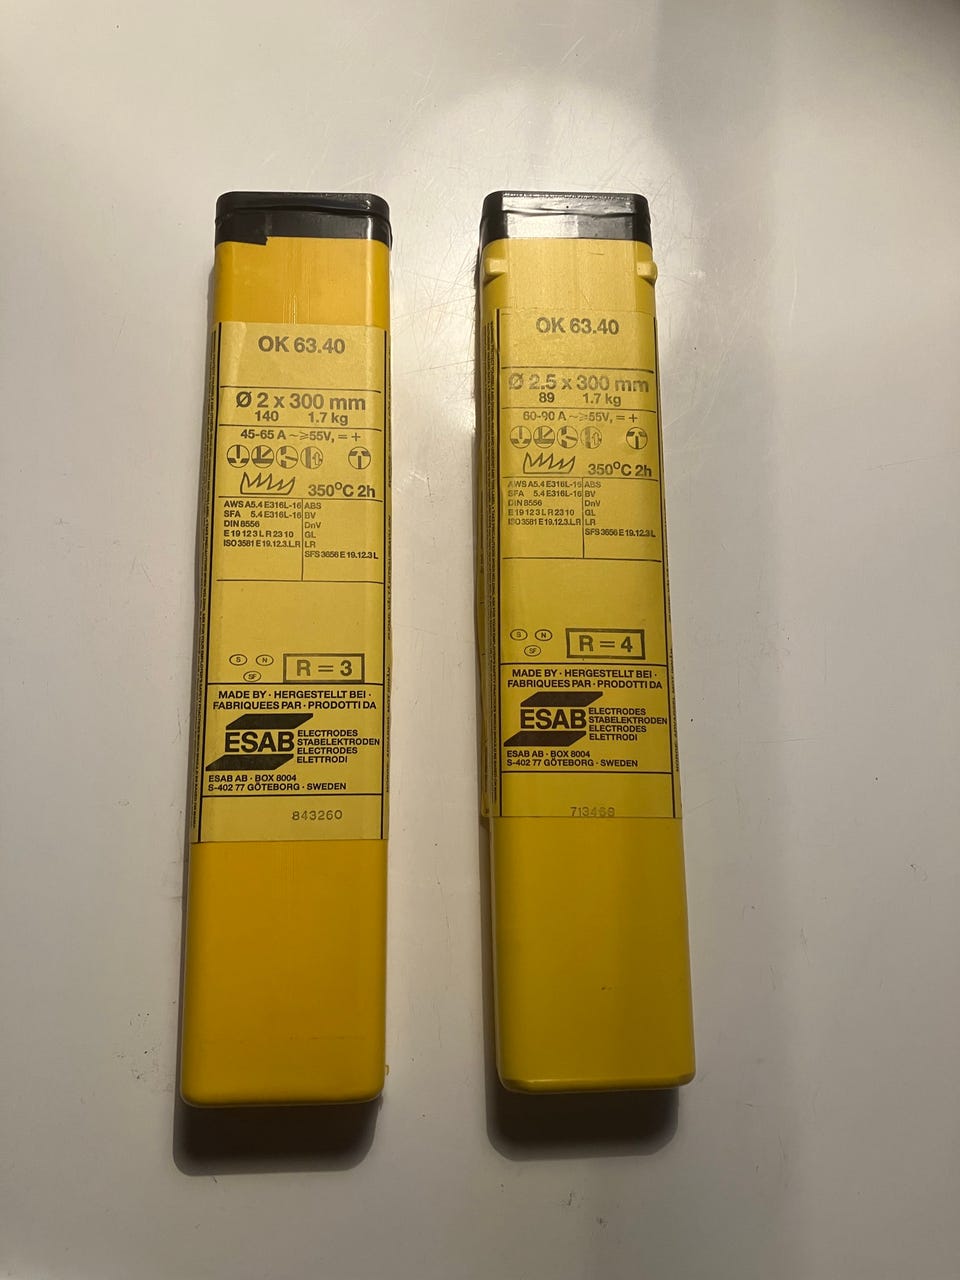 OK 63.40
Ø 2 x 300 mm
140 1.7 kg
45-65 A ~≥55V, = +
350°C 2h
AWS A5.4 E316L-16
SFA 5.4 E316L-16
DIN 8556
E 19 12 3 L R 23 10
ISO 3581 E 19.12.3.L.R
ABS
BV
DnV
GL
LR
SFS 3656 E 19.12.3 L
S N
SF
R = 3
MADE BY · HERGESTELLT BEI ·
FABRIQUEES PAR · PRODOTTI DA
ESAB
ELECTRODES
STABELEKTRODEN
ELECTRODES
ELETTRODI
ESAB AB · BOX 8004
S-402 77 GÖTEBORG · SWEDEN
843260
OK 63.40
Ø 2.5 x 300 mm
89 1.7 kg
60-90 A ~≥55V, = +
350°C 2h
AWS A5.4 E316L-16
SFA 5.4 E316L-16
DIN 8556
E 19 12 3 L R 23 10
ISO 3581 E 19.12.3.L.R
ABS
BV
DnV
GL
LR
SFS 3656 E 19.12.3 L
S N
SF
R = 4
MADE BY · HERGESTELLT BEI ·
FABRIQUEES PAR · PRODOTTI DA
ESAB
ELECTRODES
STABELEKTRODEN
ELECTRODES
ELETTRODI
ESAB AB · BOX 8004
S-402 77 GÖTEBORG · SWEDEN
713468